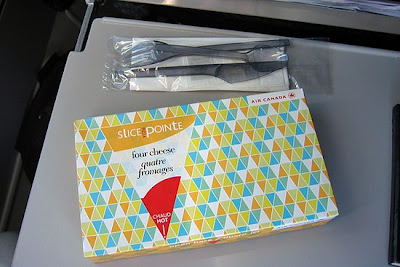 AIR CANADA
slice pointe
four cheese
quatre
fromages
CHAUD
HOT!